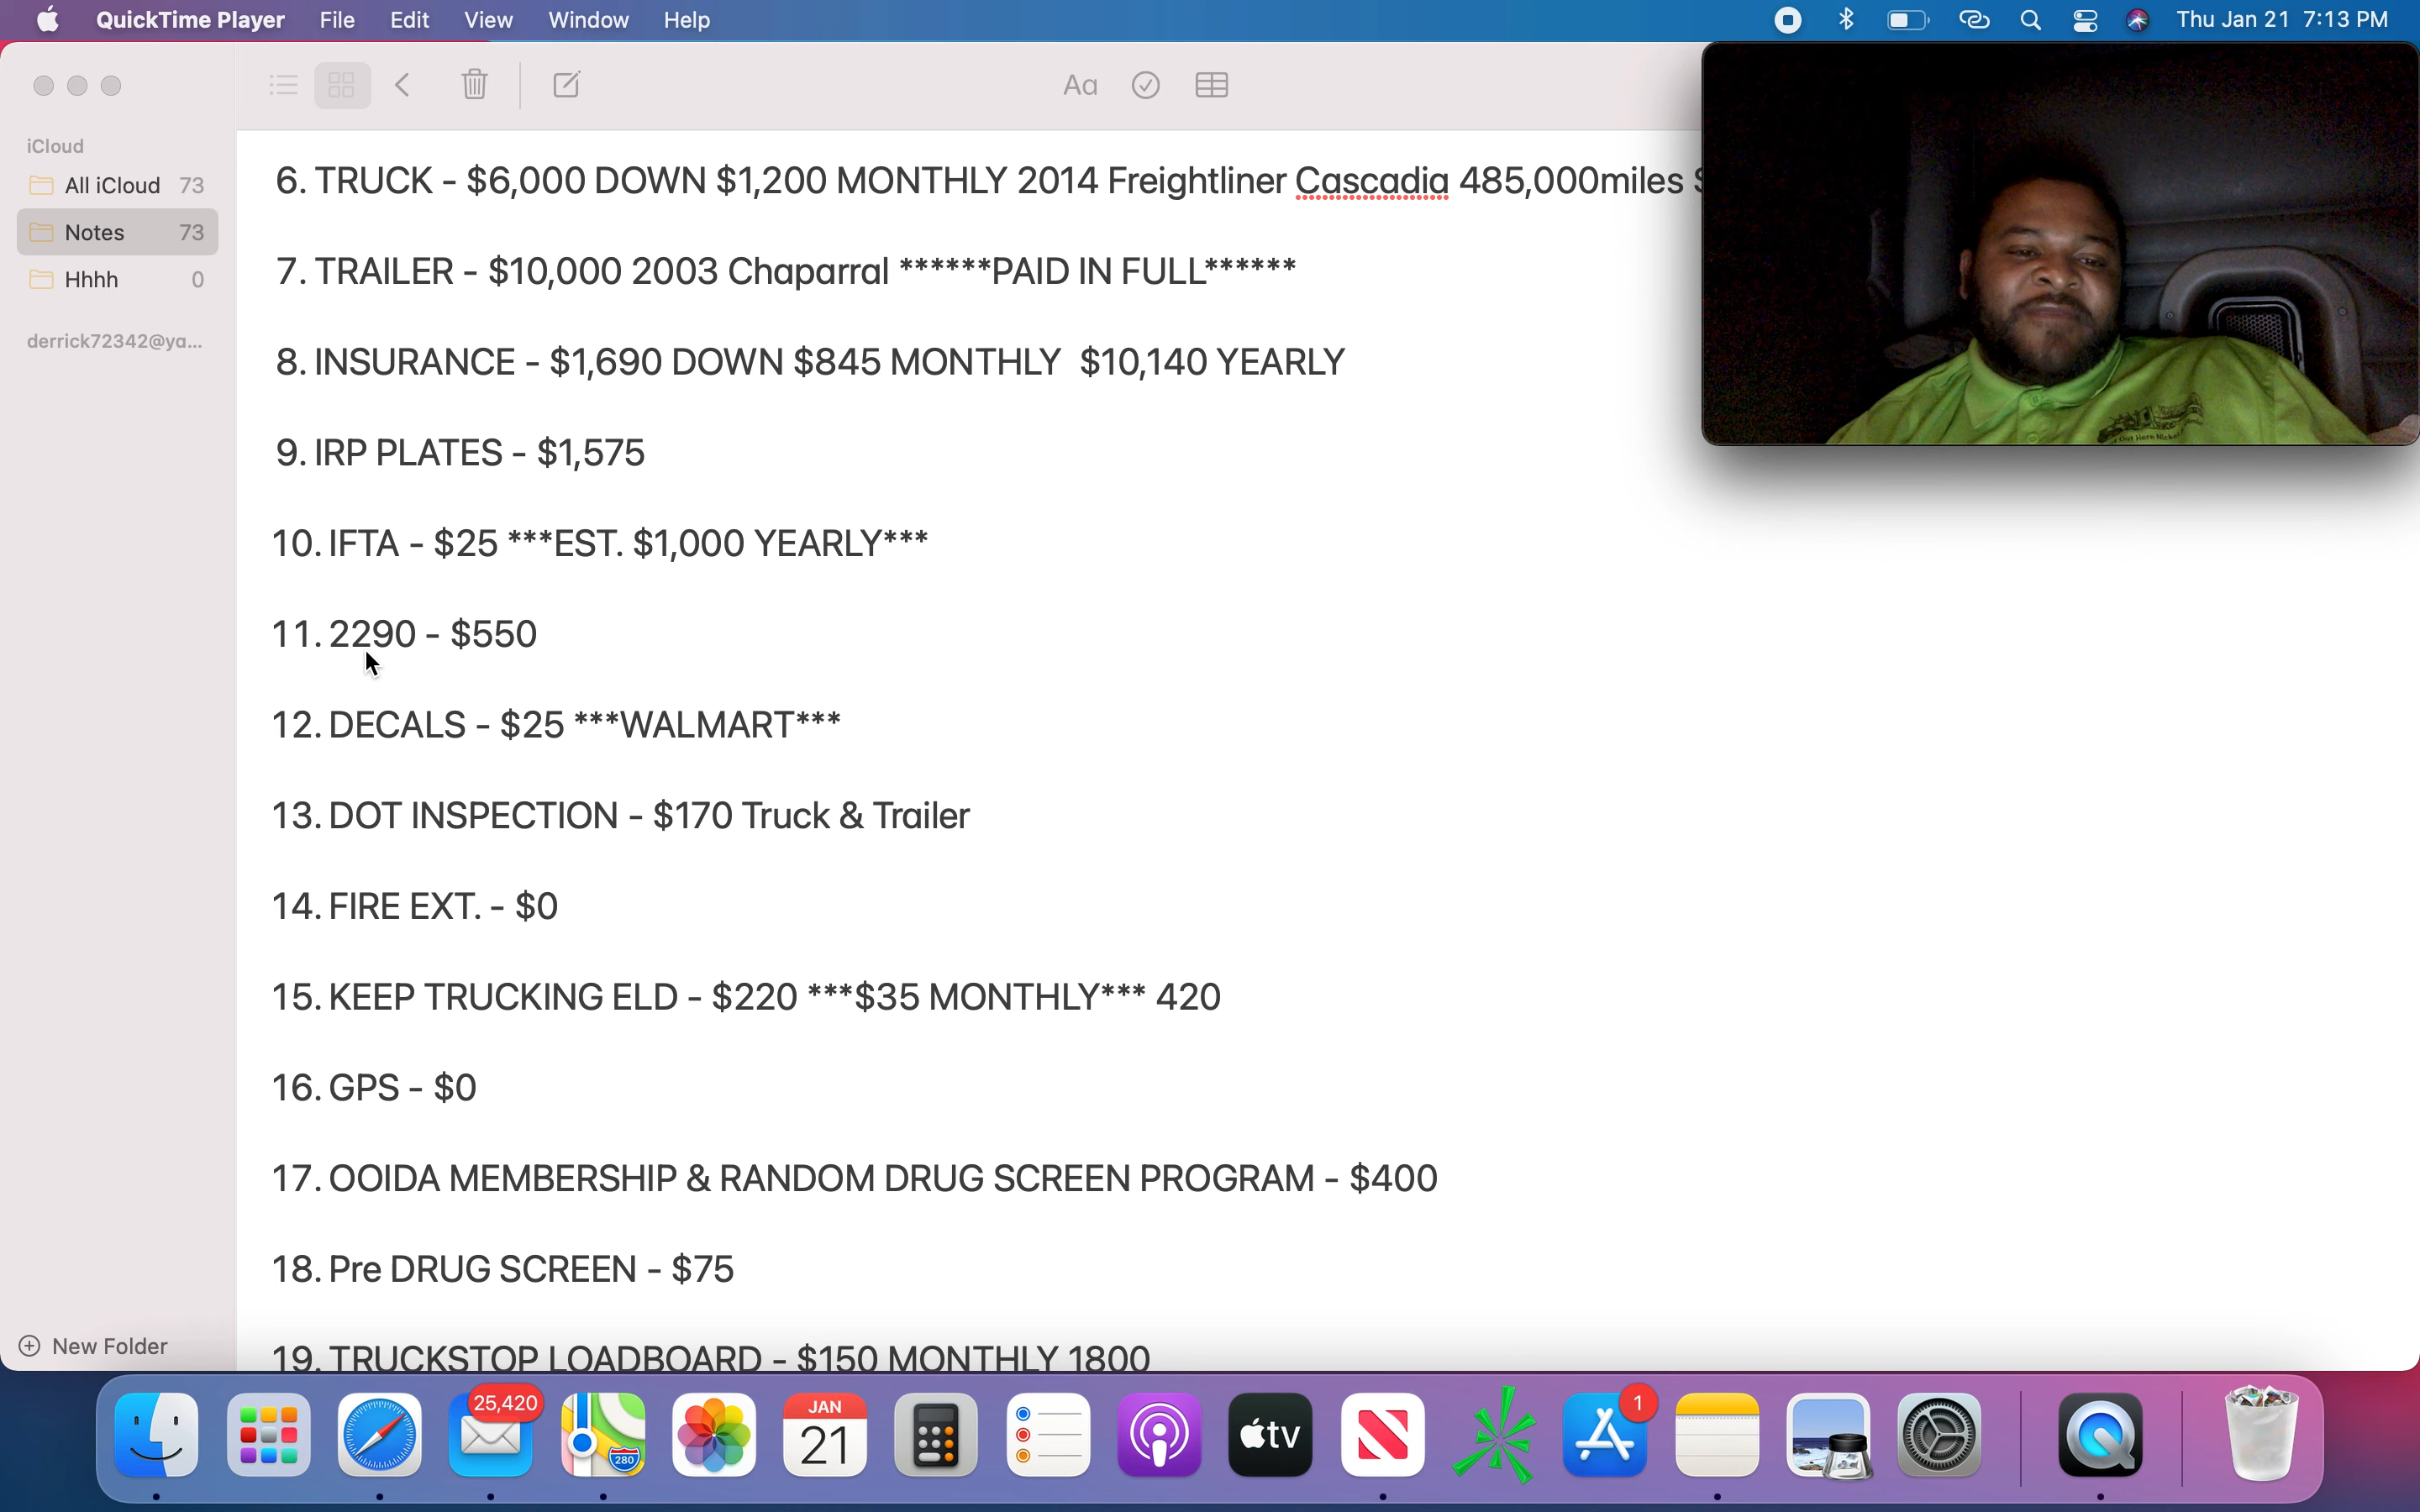 QuickTime Player File Edit View Window Help Thu Jan 21 7:13 PM
Aa
iCloud
All iCloud 73
Notes 73
Hhhh 0
derrick72342@ya...
6. TRUCK - $6,000 DOWN $1,200 MONTHLY 2014 Freightliner Cascadia 485,000miles
7. TRAILER - $10,000 2003 Chaparral ******PAID IN FULL******
8. INSURANCE - $1,690 DOWN $845 MONTHLY $10,140 YEARLY
9. IRP PLATES - $1,575
10. IFTA - $25 ***EST. $1,000 YEARLY***
11. 2290 - $550
12. DECALS - $25 ***WALMART***
13. DOT INSPECTION - $170 Truck & Trailer
14. FIRE EXT. - $0
15. KEEP TRUCKING ELD - $220 ***$35 MONTHLY*** 420
16. GPS - $0
17. OOIDA MEMBERSHIP & RANDOM DRUG SCREEN PROGRAM - $400
18. Pre DRUG SCREEN - $75
19. TRUCKSTOP LOADBOARD - $150 MONTHLY 1800
New Folder
25,420
280
JAN
21
tv
1